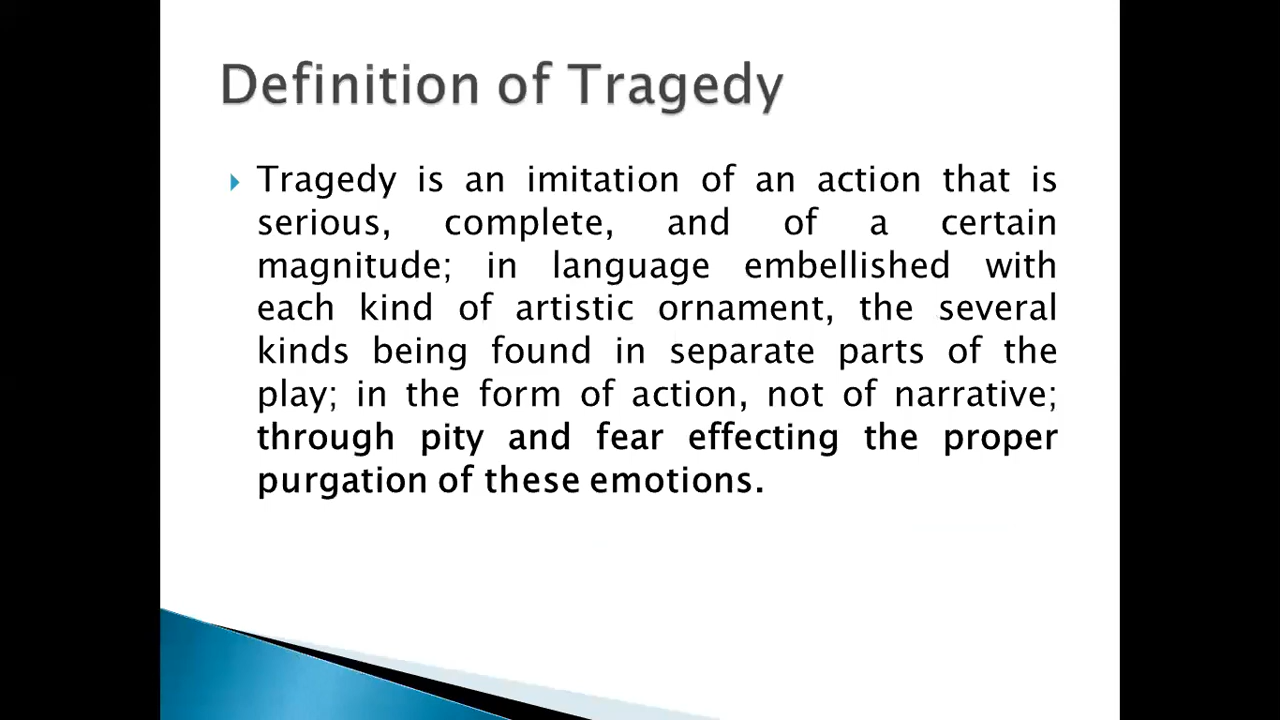 Definition of Tragedy
Tragedy is an imitation of an action that is
serious, complete, and of a certain
magnitude; in language embellished with
each kind of artistic ornament, the several
kinds being found in separate parts of the
play; in the form of action, not of narrative;
through pity and fear effecting the proper
purgation of these emotions.